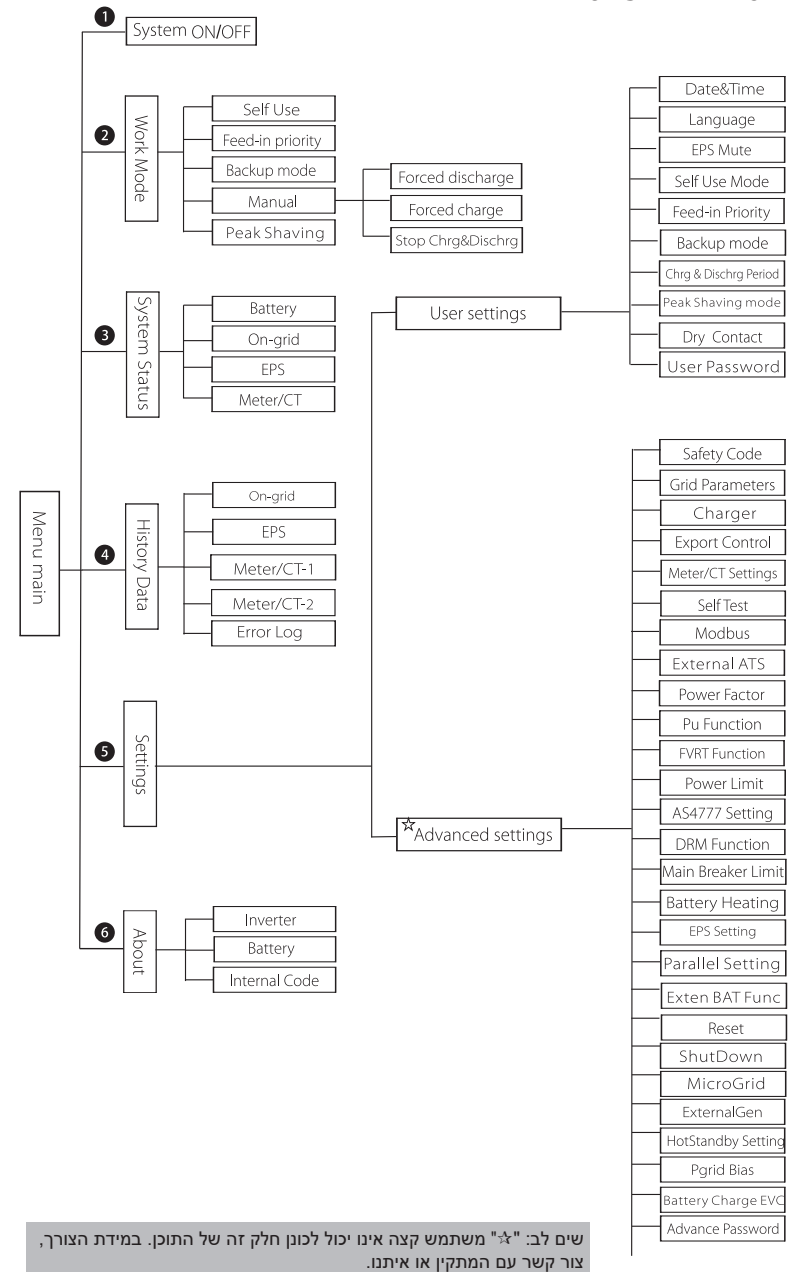 Menu main
1
System ON/OFF
2
Work Mode
Self Use
Feed-in priority
Backup mode
Manual
Peak Shaving
Forced discharge
Forced charge
Stop Chrg&Dischrg
3
System Status
Battery
On-grid
EPS
Meter/CT
4
History Data
On-grid
EPS
Meter/CT-1
Meter/CT-2
Error Log
5
Settings
User settings
Date&Time
Language
EPS Mute
Self Use Mode
Feed-in Priority
Backup mode
Chrg & Dischrg Period
Peak Shaving mode
Dry Contact
User Password
☆Advanced settings
Safety Code
Grid Parameters
Charger
Export Control
Meter/CT Settings
Self Test
Modbus
External ATS
Power Factor
Pu Function
FVRT Function
Power Limit
AS4777 Setting
DRM Function
Main Breaker Limit
Battery Heating
EPS Setting
Parallel Setting
Exten BAT Func
Reset
ShutDown
MicroGrid
ExternalGen
HotStandby Setting
Pgrid Bias
Battery Charge EVC
Advance Password
6
About
Inverter
Battery
Internal Code
שים לב: "☆" משתמש קצה אינו יכול לכונן חלק זה של התוכן. במידת הצורך,
צור קשר עם המתקין או איתנו.